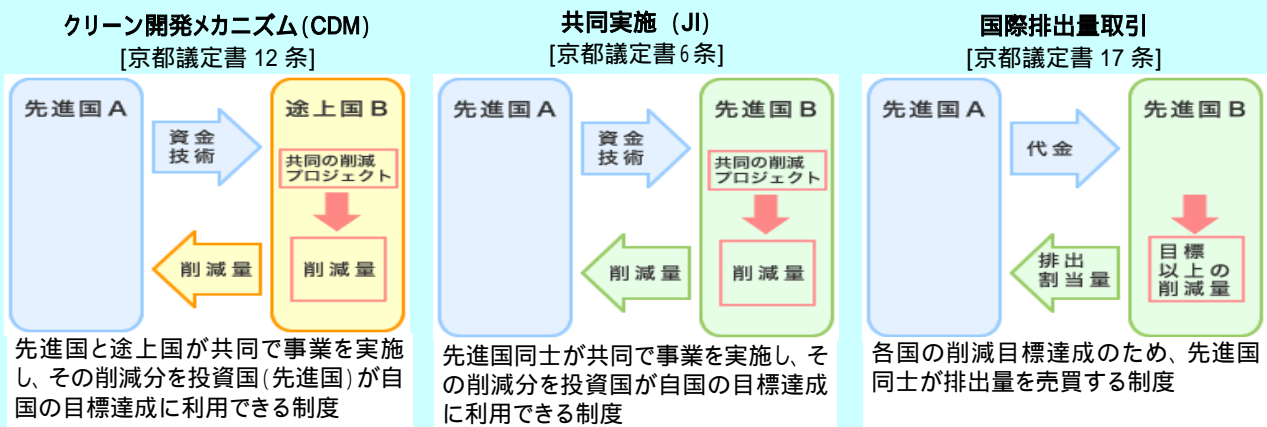 クリーン開発メカニズム(CDM)
[京都議定書 12 条]
先進国A
途上国B
資金
技術
共同の削減
プロジェクト
削減量
削減量
先進国と途上国が共同で事業を実施
し、その削減分を投資国(先進国)が自
国の目標達成に利用できる制度
共同実施 (JI)
[京都議定書6条]
先進国A
先進国B
資金
技術
共同の削減
プロジェクト
削減量
削減量
先進国同士が共同で事業を実施し、そ
の削減分を投資国が自国の目標達成
に利用できる制度
国際排出量取引
[京都議定書 17 条]
先進国A
先進国B
代金
排出
割当量
目標
以上の
削減量
各国の削減目標達成のため、先進国
同士が排出量を売買する制度